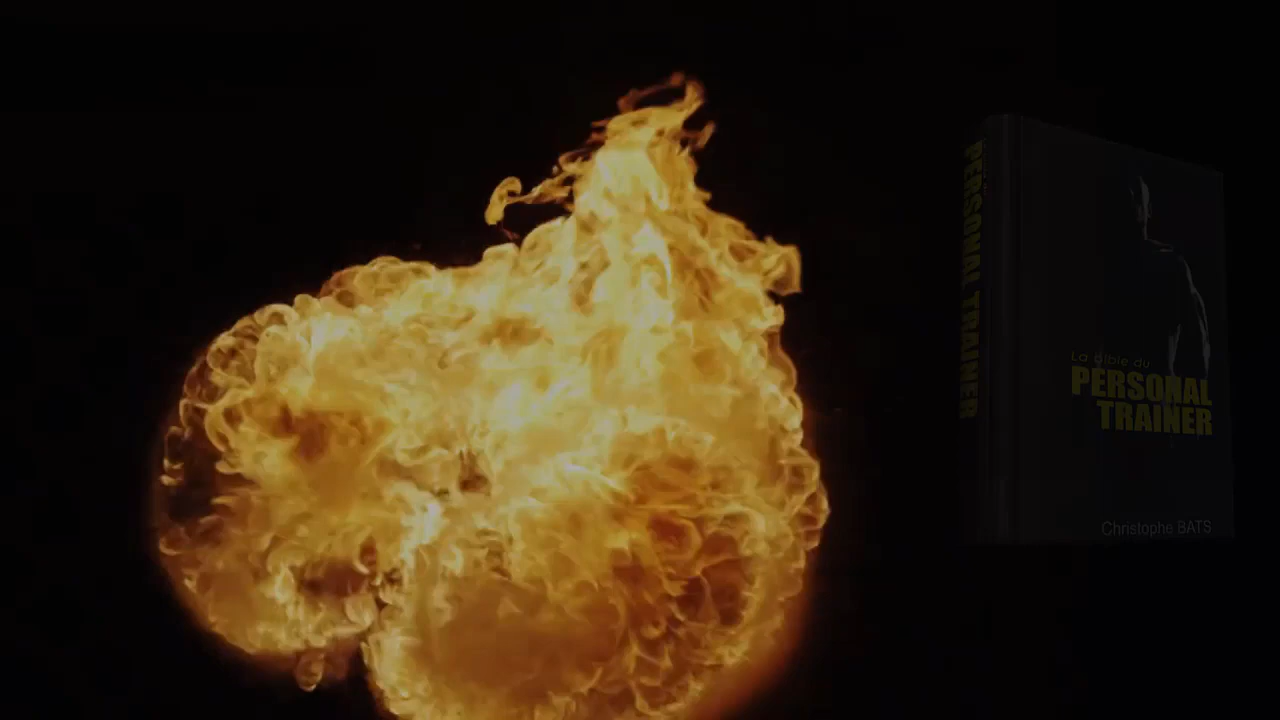 PERSONAL TRAINER
La bible du
PERSONAL
TRAINER
Christophe BATS